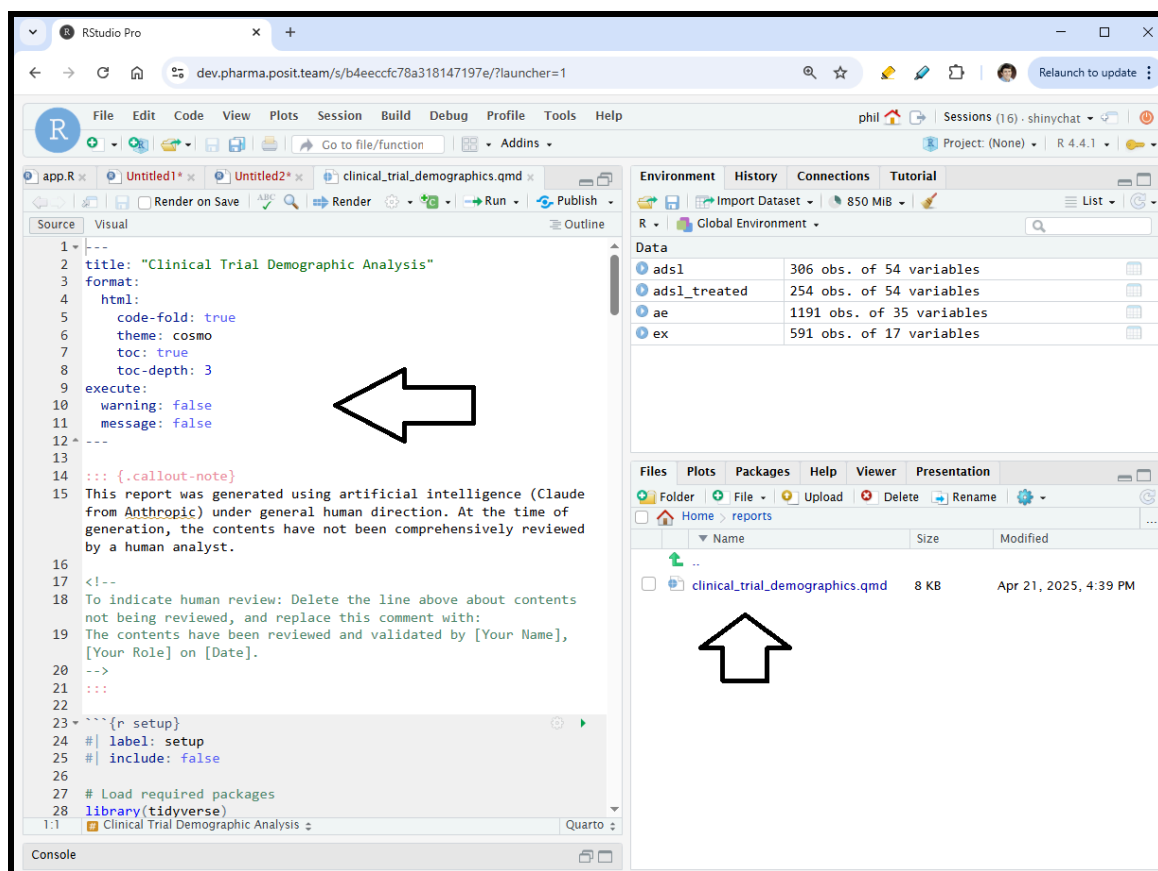 RStudio Pro
dev.pharma.posit.team/s/b4eeccfc78a318147197e/?launcher=1
Relaunch to update
R
File Edit Code View Plots Session Build Debug Profile Tools Help
phil
Sessions (16) - shinychat
Go to file/function
Addins
Project: (None)
R 4.4.1
app.R
Untitled1*
Untitled2*
clinical_trial_demographics.qmd
Render on Save
ABC
Render
Run
Publish
Source Visual
Outline
1 ---
2 title: "Clinical Trial Demographic Analysis"
3 format:
4 html:
5 code-fold: true
6 theme: cosmo
7 toc: true
8 toc-depth: 3
9 execute:
10 warning: false
11 message: false
12 ---
13
14 ::: {.callout-note}
15 This report was generated using artificial intelligence (Claude
from Anthropic) under general human direction. At the time of
generation, the contents have not been comprehensively reviewed
by a human analyst.
16
17 <!--
18 To indicate human review: Delete the line above about contents
not being reviewed, and replace this comment with:
19 The contents have been reviewed and validated by [Your Name],
[Your Role] on [Date].
20 -->
21 :::
22
23 ```{r setup}
24 #| label: setup
25 #| include: false
26
27 # Load required packages
28 library(tidyverse)
1:1
Clinical Trial Demographic Analysis
Quarto
Console
Environment History Connections Tutorial
Import Dataset
850 MiB
List
R
Global Environment
Data
adsl 306 obs. of 54 variables
adsl_treated 254 obs. of 54 variables
ae 1191 obs. of 35 variables
ex 591 obs. of 17 variables
Files Plots Packages Help Viewer Presentation
Folder File Upload Delete Rename
Home > reports
...
Name Size Modified
..
clinical_trial_demographics.qmd 8 KB Apr 21, 2025, 4:39 PM